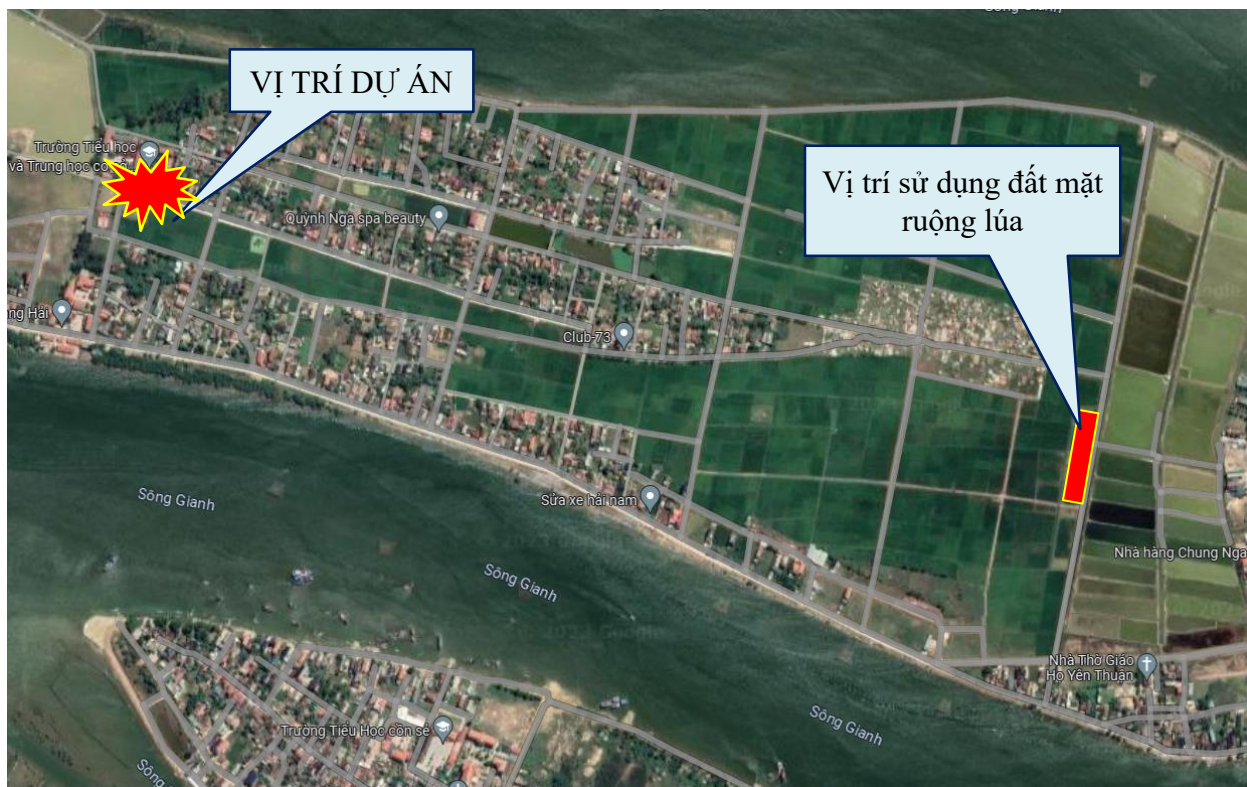 Sông Gianh
VỊ TRÍ DỰ ÁN
Trường Tiểu học
và Trung học cơ
Vị trí sử dụng đất mặt
ruộng lúa
Quỳnh Nga spa beauty
Hải
Club-73
Sửa xe hải nam
Sông Gianh
Nhà hàng Chung Nga
Sông Gianh
Nhà Thờ Giáo
Họ Yên Thuận
Sông Gianh
Trường Tiểu Học cồn sẻ
Sông